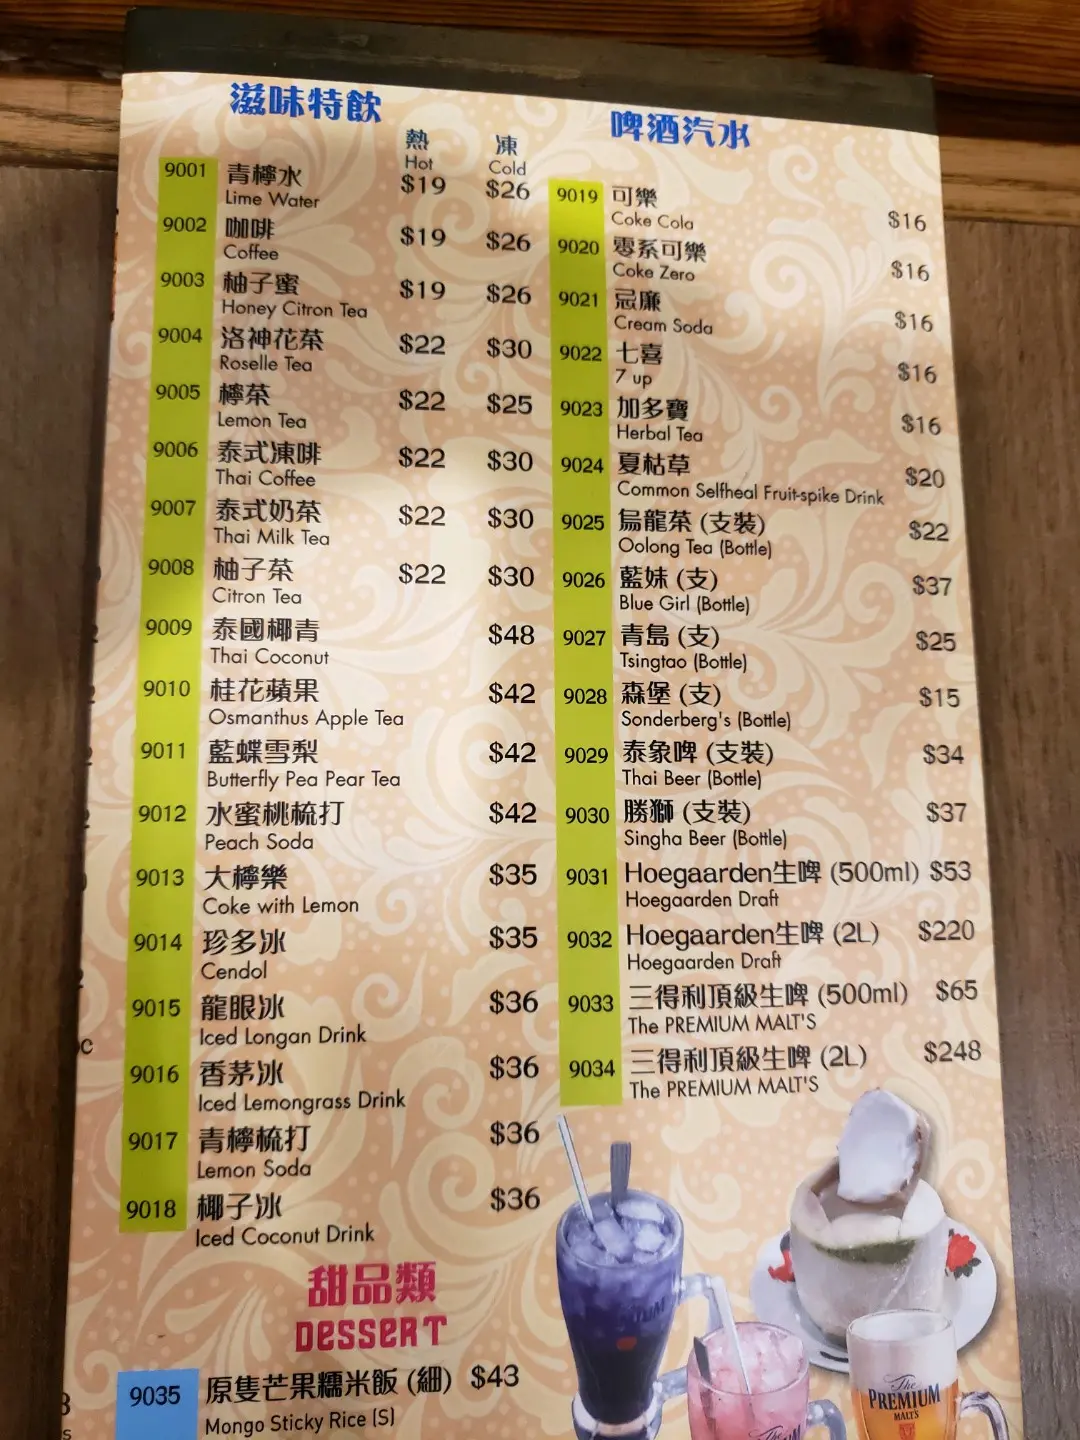 滋味特飲
熱 凍
Hot Cold
9001 青檸水 $19 $26
Lime Water
9002 咖啡 $19 $26
Coffee
9003 柚子蜜 $19 $26
Honey Citron Tea
9004 洛神花茶 $22 $30
Roselle Tea
9005 檸茶 $22 $25
Lemon Tea
9006 泰式凍啡 $22 $30
Thai Coffee
9007 泰式奶茶 $22 $30
Thai Milk Tea
9008 柚子茶 $22 $30
Citron Tea
9009 泰國椰青 $48
Thai Coconut
9010 桂花蘋果 $42
Osmanthus Apple Tea
9011 藍蝶雪梨 $42
Butterfly Pea Pear Tea
9012 水蜜桃梳打 $42
Peach Soda
9013 大檸樂 $35
Coke with Lemon
9014 珍多冰 $35
Cendol
9015 龍眼冰 $36
Iced Longan Drink
9016 香茅冰 $36
Iced Lemongrass Drink
9017 青檸梳打 $36
Lemon Soda
9018 椰子冰 $36
Iced Coconut Drink
啤酒汽水
9019 可樂 $16
Coke Cola
9020 零系可樂 $16
Coke Zero
9021 忌廉 $16
Cream Soda
9022 七喜 $16
7 up
9023 加多寶 $16
Herbal Tea
9024 夏枯草 $20
Common Selfheal Fruit-spike Drink
9025 烏龍茶 (支裝) $22
Oolong Tea (Bottle)
9026 藍妹 (支) $37
Blue Girl (Bottle)
9027 青島 (支) $25
Tsingtao (Bottle)
9028 森堡 (支) $15
Sonderberg's (Bottle)
9029 泰象啤 (支裝) $34
Thai Beer (Bottle)
9030 勝獅 (支裝) $37
Singha Beer (Bottle)
9031 Hoegaarden生啤 (500ml) $53
Hoegaarden Draft
9032 Hoegaarden生啤 (2L) $220
Hoegaarden Draft
9033 三得利頂級生啤 (500ml) $65
The PREMIUM MALT'S
9034 三得利頂級生啤 (2L) $248
The PREMIUM MALT'S
甜品類
DESSERT
9035 原隻芒果糯米飯 (細) $43
Mongo Sticky Rice (S)
The
PREMIUM
MALT'S